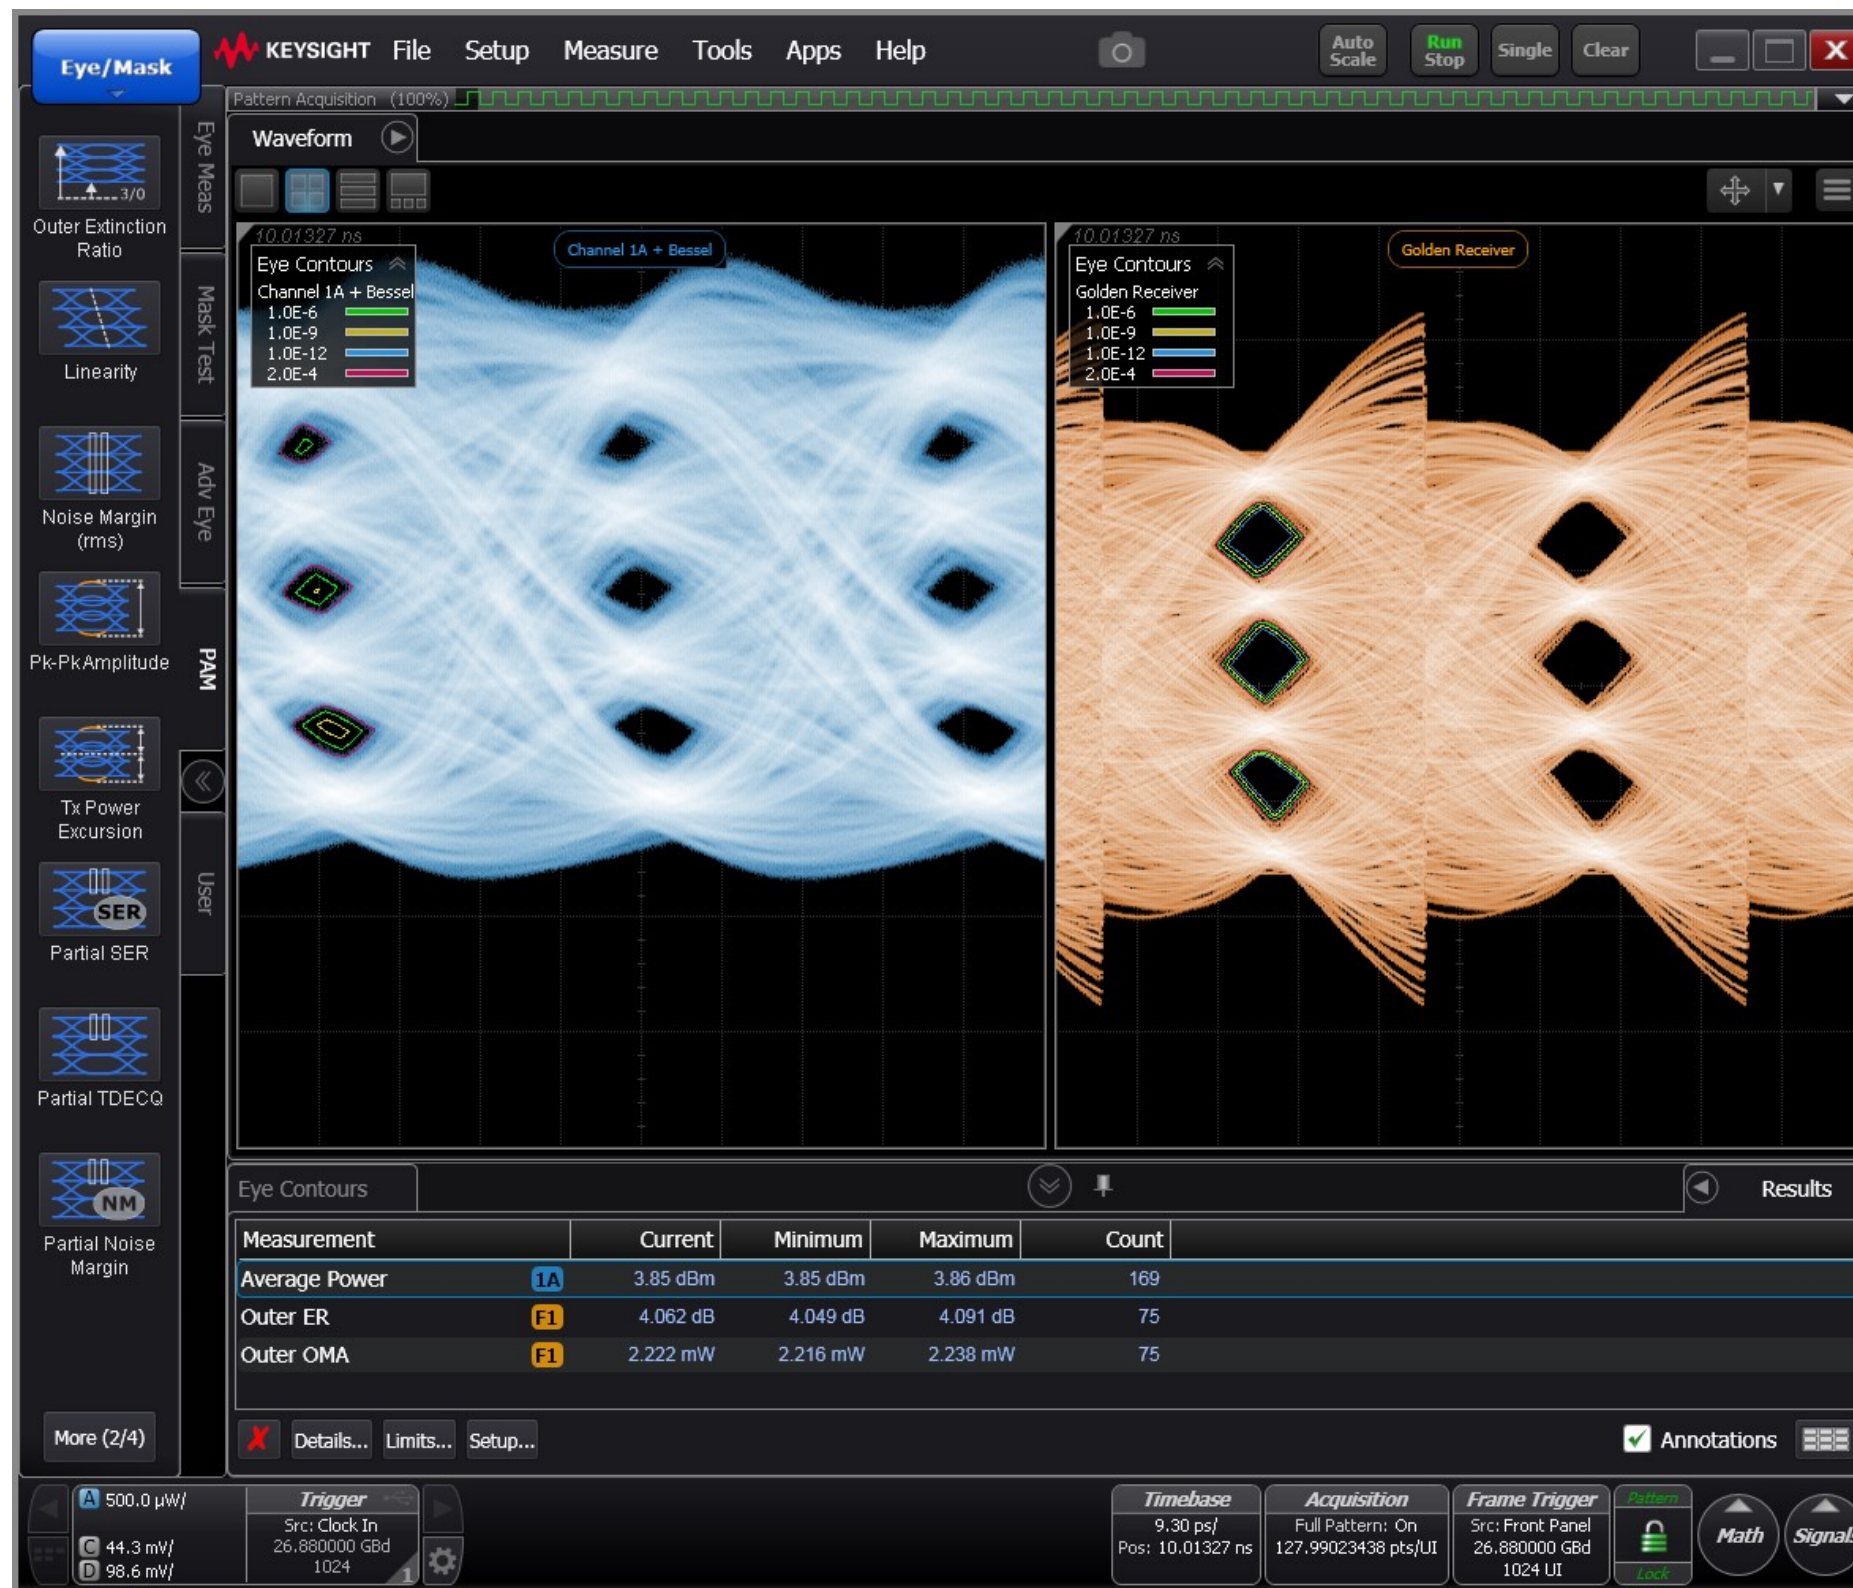 Eye/Mask
KEYSIGHT File Setup Measure Tools Apps Help
Auto Scale
Run Stop
Single
Clear
X
Pattern Acquisition (100%)
Waveform
3/0
Outer Extinction
Ratio
Linearity
Noise Margin
(rms)
Pk-Pk Amplitude
Tx Power
Excursion
SER
Partial SER
Partial TDECQ
NM
Partial Noise
Margin
More (2/4)
Eye Meas
Mask Test
Adv Eye
PAM
User
10.01327 ns
Eye Contours
Channel 1A + Bessel
1.0E-6
1.0E-9
1.0E-12
2.0E-4
Channel 1A + Bessel
10.01327 ns
Eye Contours
Golden Receiver
1.0E-6
1.0E-9
1.0E-12
2.0E-4
Golden Receiver
Eye Contours
Results
Measurement Current Minimum Maximum Count
Average Power 1A 3.85 dBm 3.85 dBm 3.86 dBm 169
Outer ER F1 4.062 dB 4.049 dB 4.091 dB 75
Outer OMA F1 2.222 mW 2.216 mW 2.238 mW 75
Details... Limits... Setup...
Annotations
A 500.0 µW/
C 44.3 mV/
D 98.6 mV/
Trigger
Src: Clock In
26.880000 GBd
1024
1
Timebase
9.30 ps/
Pos: 10.01327 ns
Acquisition
Full Pattern: On
127.99023438 pts/UI
Frame Trigger
Src: Front Panel
26.880000 GBd
1024 UI
Pattern
Lock
Math
Signals